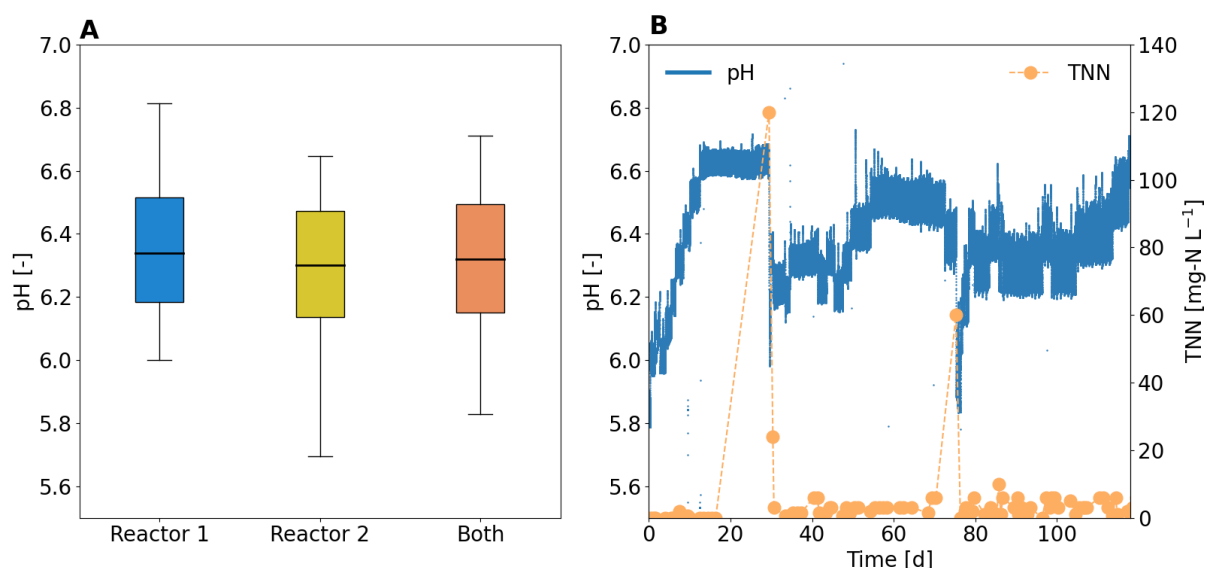 A
pH [-]
7.0
6.8
6.6
6.4
6.2
6.0
5.8
5.6
Reactor 1 Reactor 2 Both
B
pH TNN
pH [-]
7.0
6.8
6.6
6.4
6.2
6.0
5.8
5.6
140
120
100
80
60
40
20
0
TNN [mg-N L⁻¹]
0 20 40 60 80 100
Time [d]